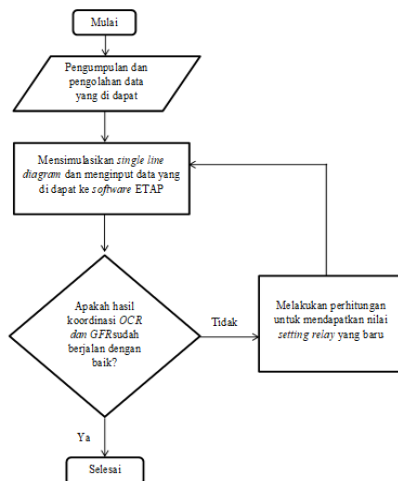 Mulai
Pengumpulan dan
pengolahan data
yang di dapat
Mensimulasikan single line
diagram dan menginput data yang
di dapat ke software ETAP
Apakah hasil
koordinasi OCR
dan GFRsudah
berjalan dengan
baik?
Tidak
Melakukan perhitungan
untuk mendapatkan nilai
setting relay yang baru
Ya
Selesai